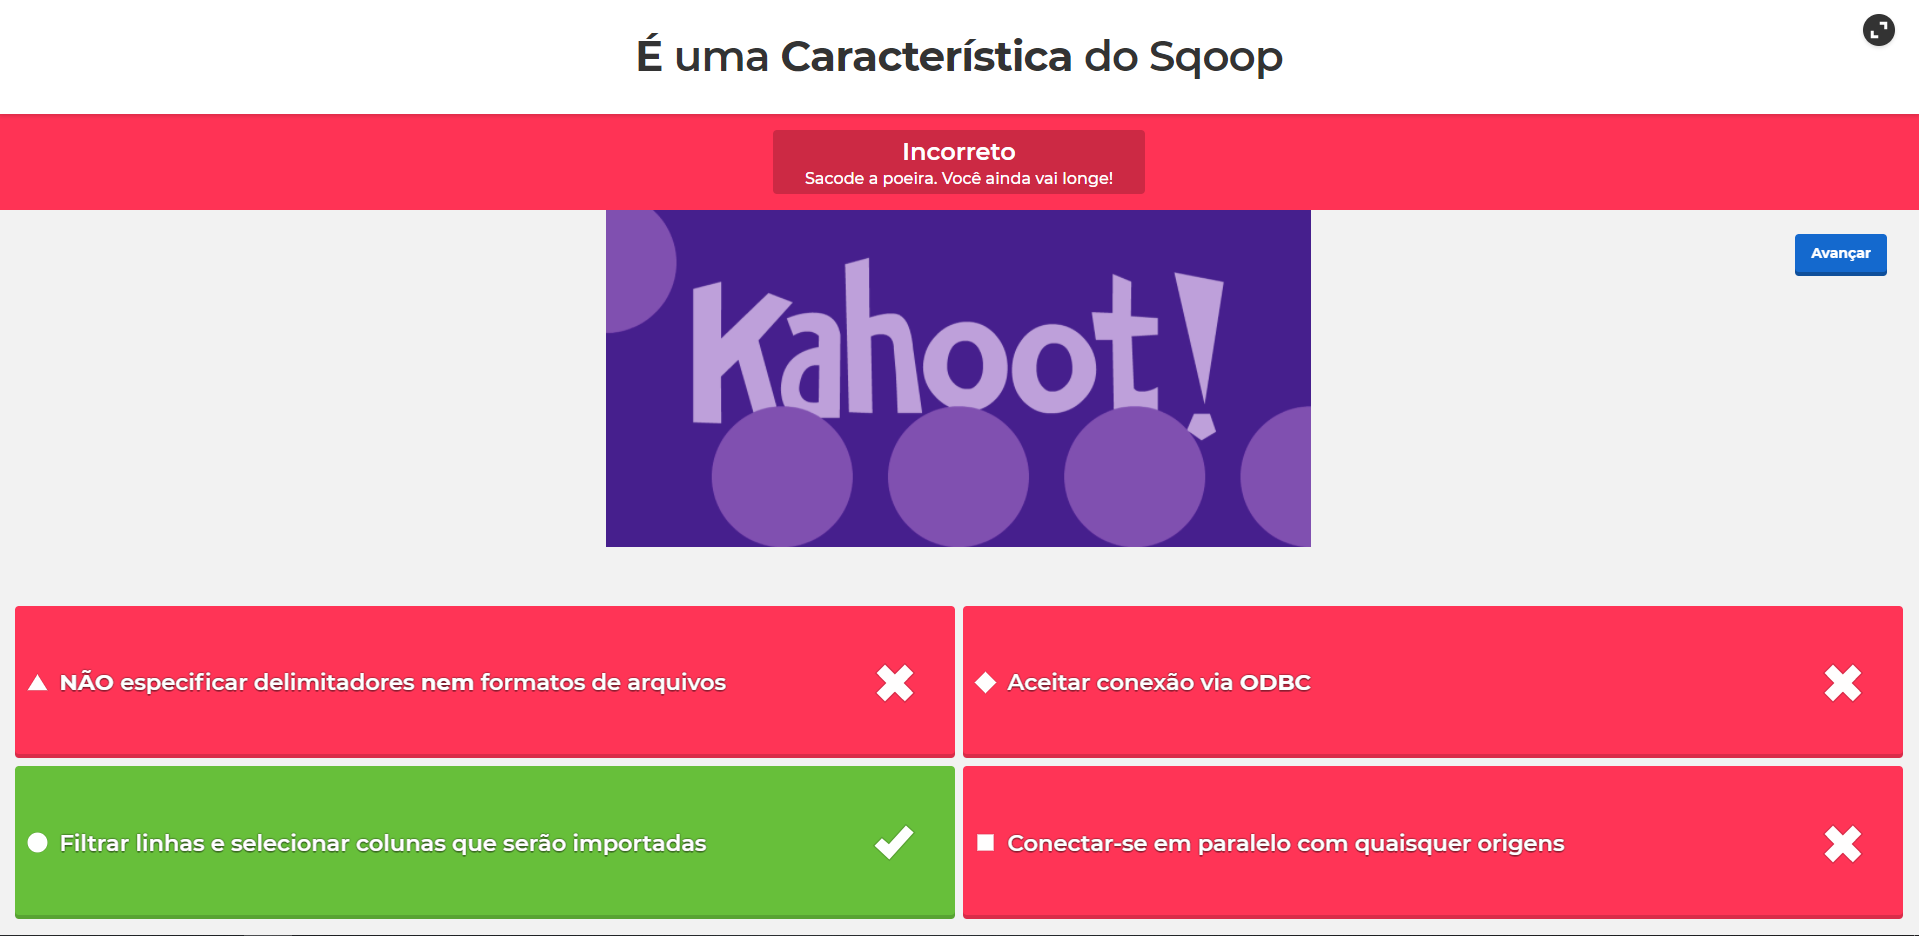 É uma Característica do Sqoop
Incorreto
Sacode a poeira. Você ainda vai longe!
Avançar
Kahoot!
NÃO especificar delimitadores nem formatos de arquivos
Aceitar conexão via ODBC
Filtrar linhas e selecionar colunas que serão importadas
Conectar-se em paralelo com quaisquer origens